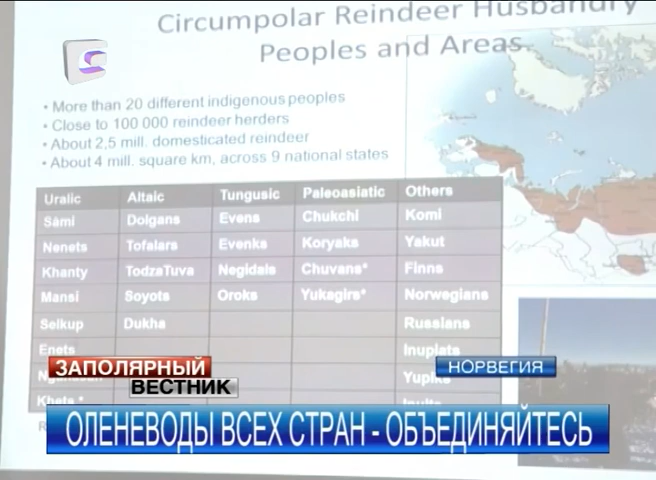 Circumpolar Reindeer Husbandry
Peoples and Areas
• More than 20 different indigenous peoples
• Close to 100 000 reindeer herders
• About 2,5 mill. domesticated reindeer
• About 4 mill. square km, across 9 national states
Uralic Altaic Tungusic Paleoasiatic Others
Sámi Dolgans Evens Chukchi Komi
Nenets Tofalars Evenks Koryaks Yakut
Khanty TodzaTuva Negidals Chuvans* Finns
Mansi Soyots Oroks Yukagirs* Norwegians
Selkup Dukha Russians
Enets Inupiats
Yupiks
Khets *
ЗАПОЛЯРНЫЙ
ВЕСТНИК
НОРВЕГИЯ
ОЛЕНЕВОДЫ ВСЕХ СТРАН - ОБЪЕДИНЯЙТЕСЬ